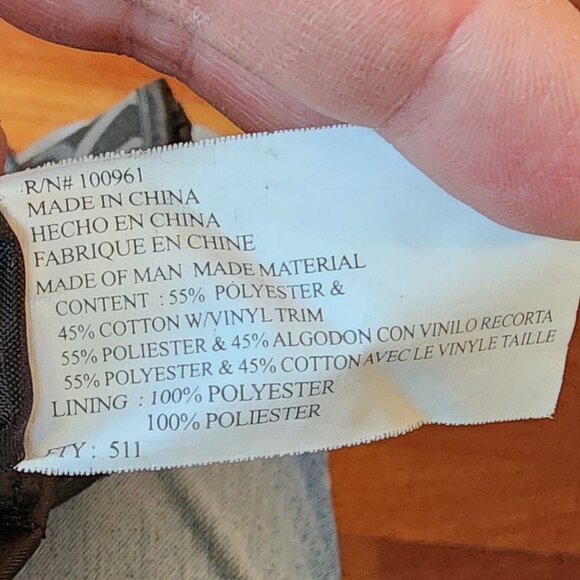 R/N# 100961
MADE IN CHINA
HECHO EN CHINA
FABRIQUE EN CHINE
MADE OF MAN MADE MATERIAL
CONTENT : 55% POLYESTER &
45% COTTON W/VINYL TRIM
55% POLIESTER & 45% ALGODON CON VINILO RECORTA
55% POLYESTER & 45% COTTON AVEC LE VINYLE TAILLE
LINING : 100% POLYESTER
100% POLIESTER
FTY : 511